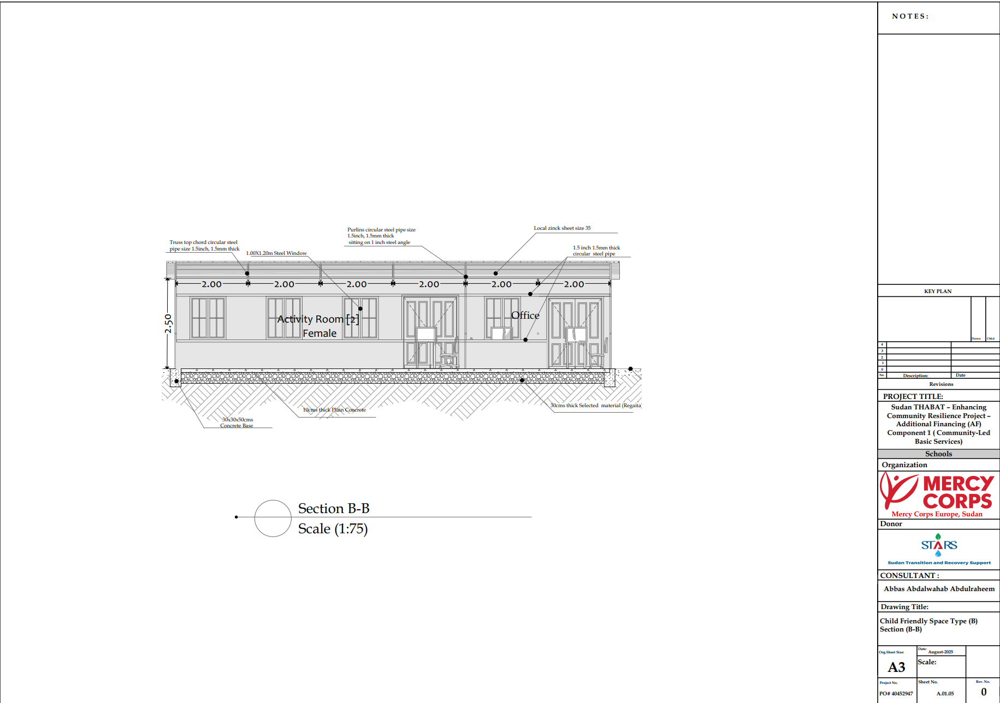 NOTES:
Local zinck sheet size 35
Purlins circular steel pipe size
1.5inch, 1.5mm thick
sitting on 1 inch steel angle
Truss top chord circular steel
pipe size 1.5inch, 1.5mm thick
1.00X1.20m Steel Window
1.5 inch 1.5mm thick
circular steel pipe
2.00
2.00
2.00
2.00
2.00
2.00
2.50
Activity Room [2]
Female
Office
10cms thick Plain Concrete
30cms thick Selected material (Regaita
30x30x50cms
Concrete Base
Section B-B
Scale (1:75)
KEY PLAN
Drawn
Chkd.
4
3
2
1
0
No.
Description:
Date
Revisions
PROJECT TITLE:
Sudan THABAT – Enhancing
Community Resilience Project –
Additional Financing (AF)
Component 1 ( Community-Led
Basic Services)
Schools
Organization
MERCY
CORPS
Mercy Corps Europe, Sudan
Donor
STARS
Sudan Transition and Recovery Support
CONSULTANT :
Abbas Abdalwahab Abdulraheem
Drawing Title:
Child Friendly Space Type (B)
Section (B-B)
Org.Sheet Size:
A3
Date:
August-2025
Scale:
Project No.
PO# 40452947
Sheet No.
A.01.05
Rev. No.
0